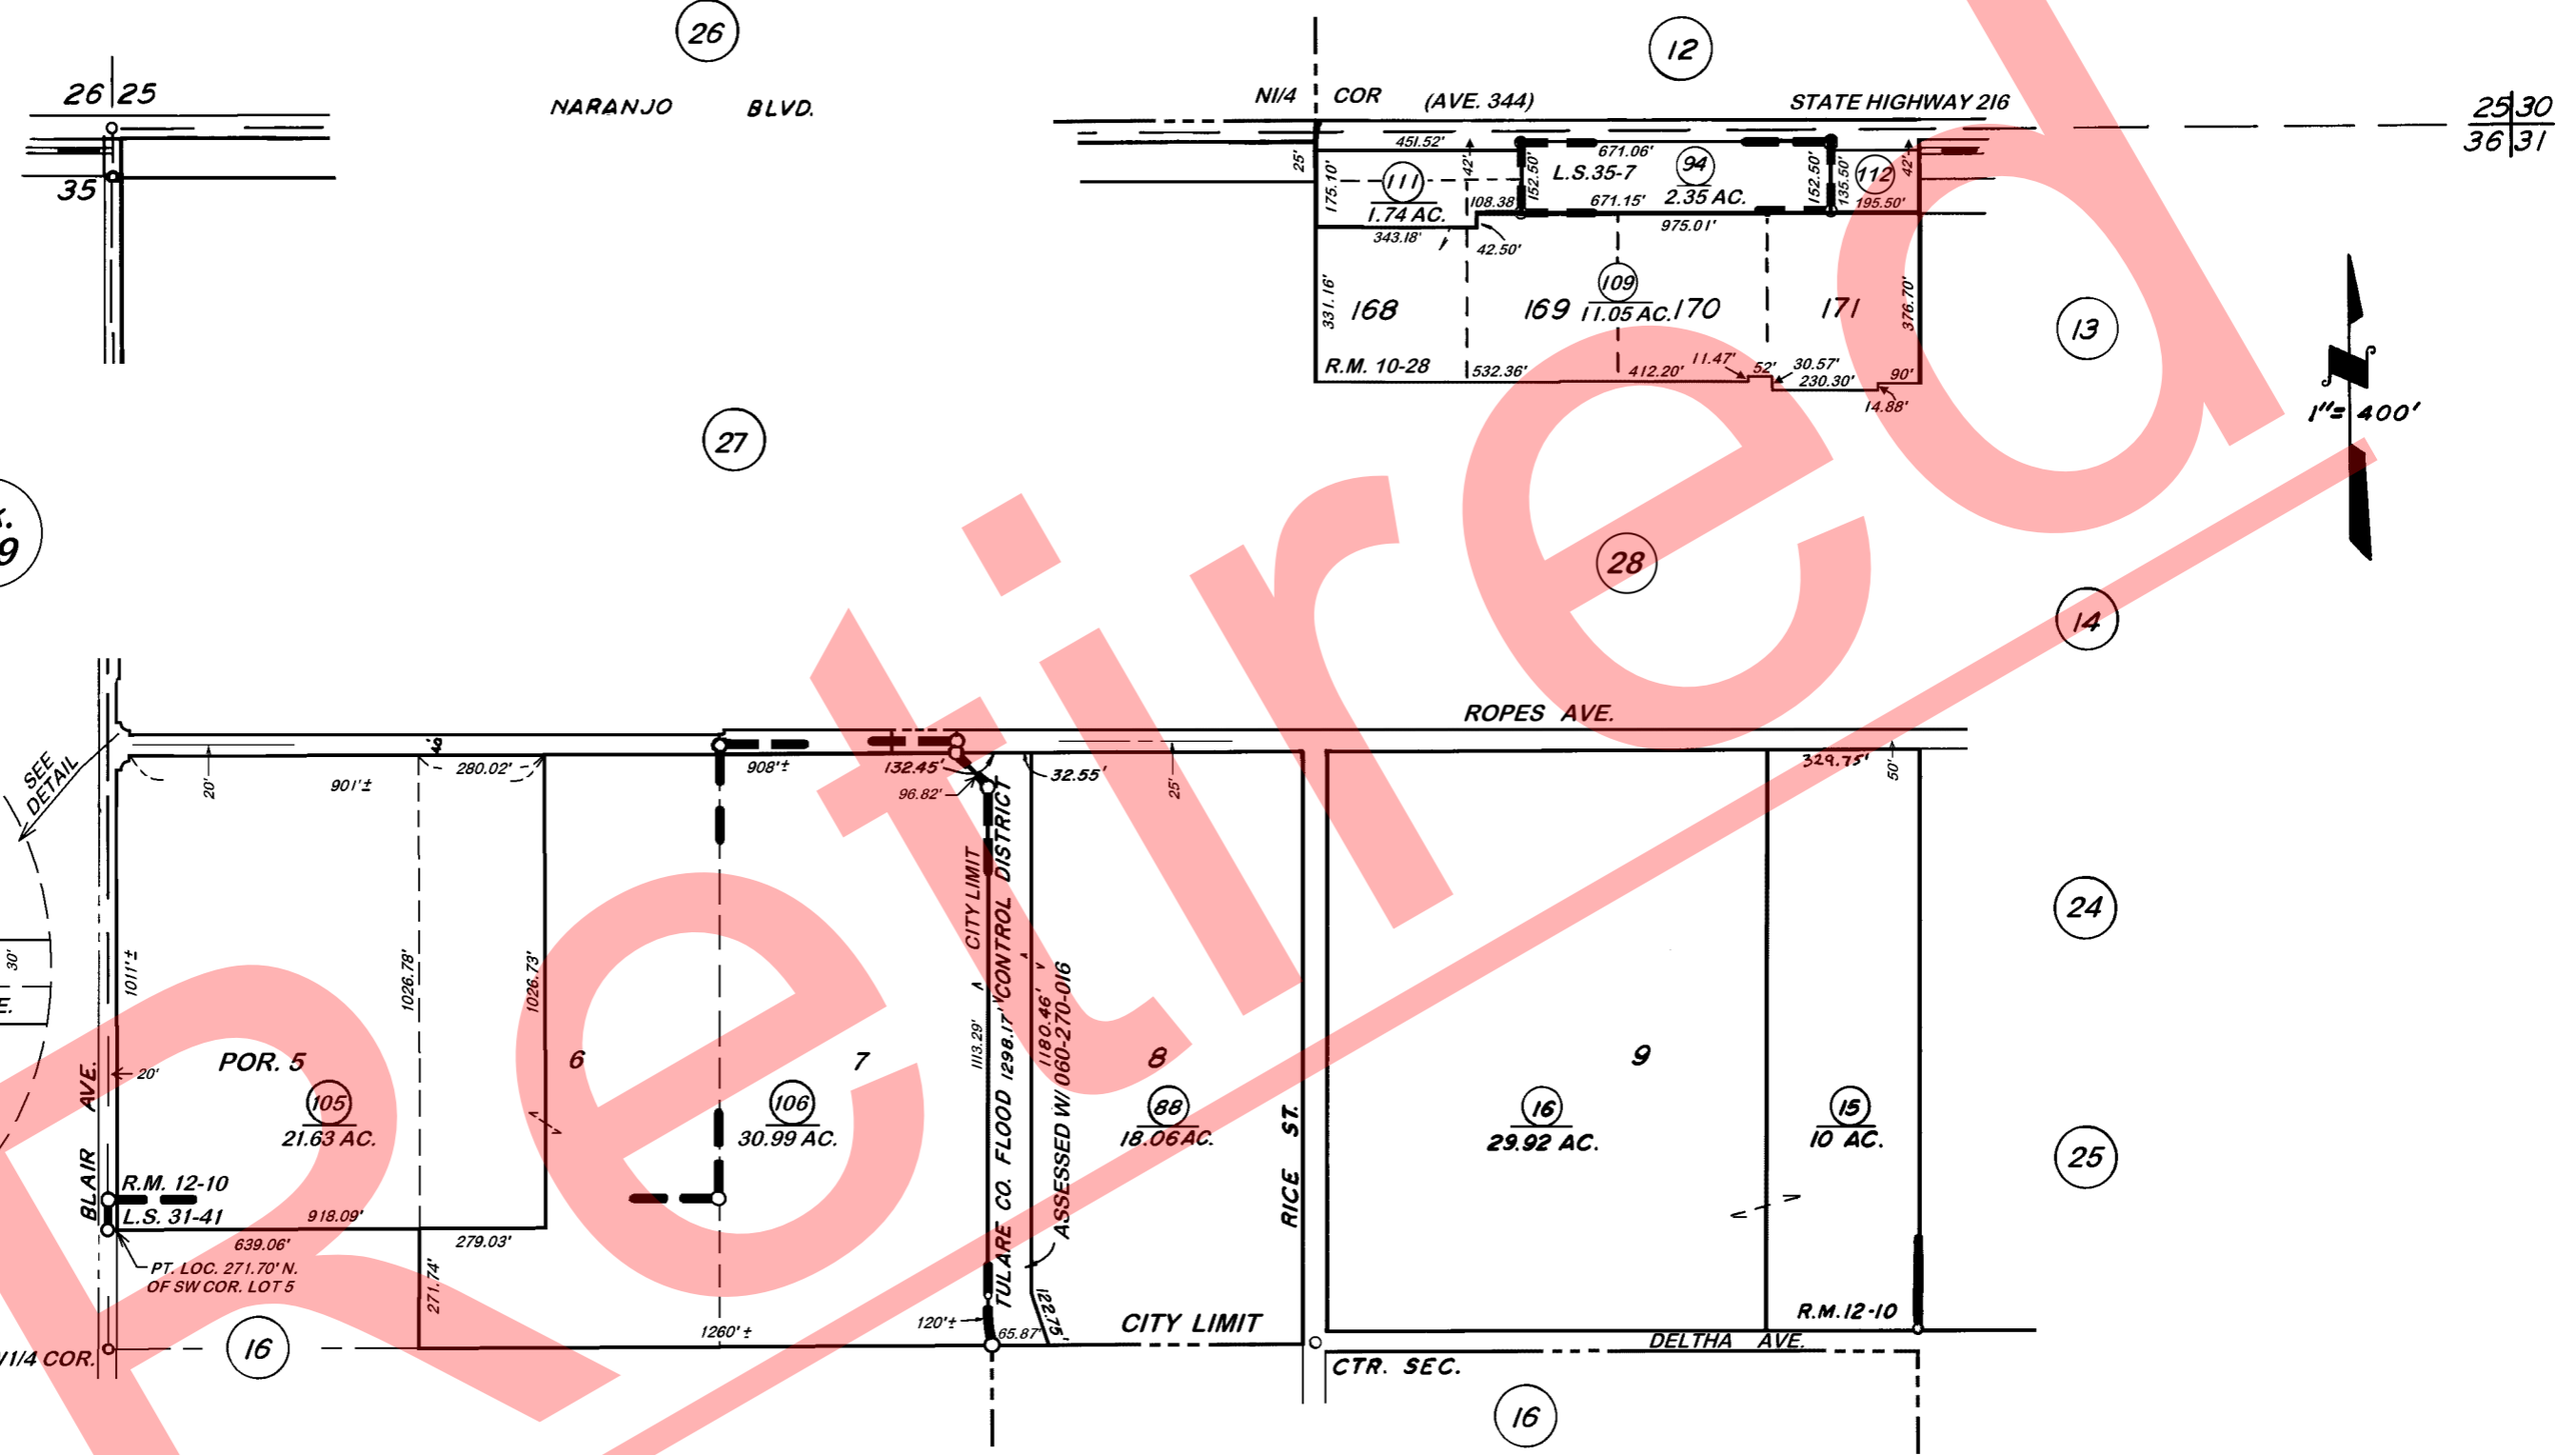 26
12
26 25
35
NARANJO BLVD.
N1/4 COR
(AVE. 344)
STATE HIGHWAY 216
25 30
36 31
25'
451.52'
42'
671.06'
94
2.35 AC.
L.S.35-7
152.50'
152.50'
135.50'
112
42'
175.10'
111
1.74 AC.
108.38'
671.15'
195.50'
343.18'
42.50'
975.01'
331.16'
168
169
109
11.05 AC.
170
171
376.70'
R.M. 10-28
532.36'
412.20'
11.47'
52'
30.57'
230.30'
90'
14.88'
13
1"= 400'
27
9
28
14
ROPES AVE.
SEE
DETAIL
20'
901'±
40'
280.02'
908'±
132.45'
96.82'
32.55'
25'
329.75'
50'
24
30'
E.
1011'±
1026.78'
1026.73'
CITY LIMIT
1113.29'
TULARE CO. FLOOD CONTROL DISTRICT
1298.17'
1180.46'
ASSESSED W/ 060-270-016
BLAIR AVE.
20'
POR. 5
105
21.63 AC.
6
7
106
30.99 AC.
8
88
18.06 AC.
RICE ST.
9
16
29.92 AC.
15
10 AC.
25
R.M. 12-10
L.S. 31-41
918.09'
639.06'
279.03'
PT. LOC. 271.70' N.
OF SW COR. LOT 5
271.74'
1260'±
120'±
65.87'
122.75'
CITY LIMIT
R.M.12-10
DELTHA AVE.
1/4 COR.
16
CTR. SEC.
16
Retired